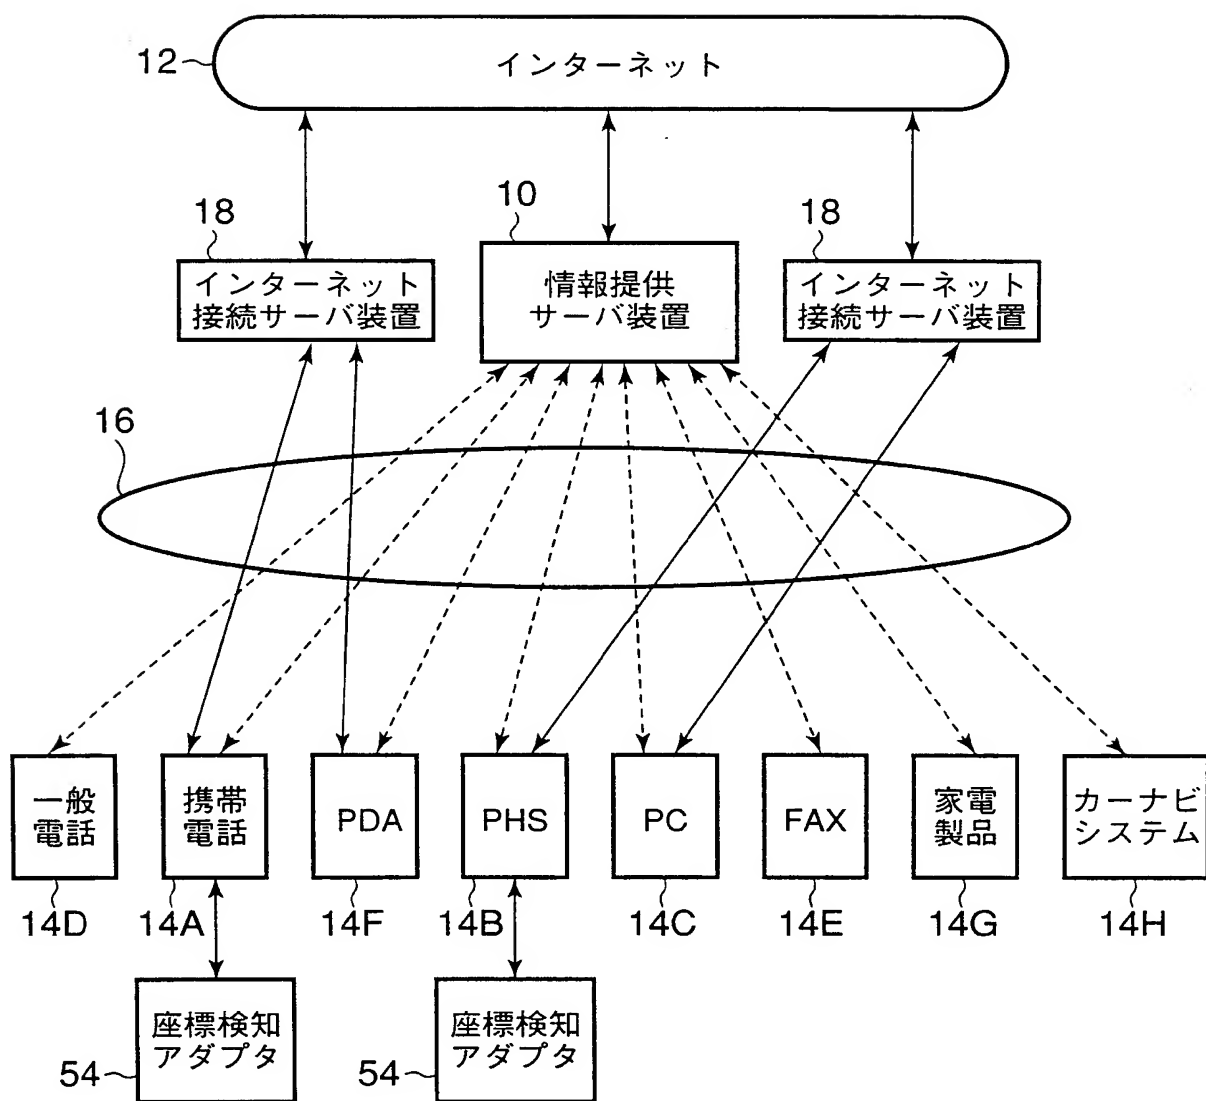 12
インターネット
10
18
18
インターネット
接続サーバ装置
情報提供
サーバ装置
インターネット
接続サーバ装置
16
一般
電話
携帯
電話
PDA
PHS
PC
FAX
家電
製品
カーナビ
システム
14D
14A
14F
14B
14C
14E
14G
14H
座標検知
アダプタ
座標検知
アダプタ
54
54